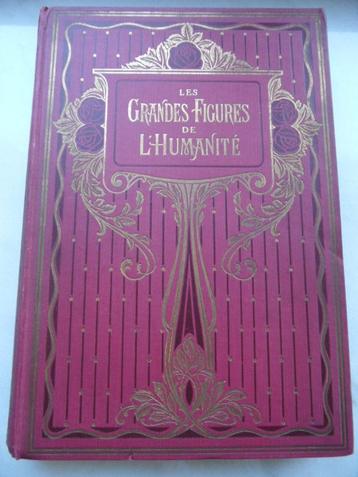 LES
GRANDES-FIGURES
DE
L'HUMANITÉ